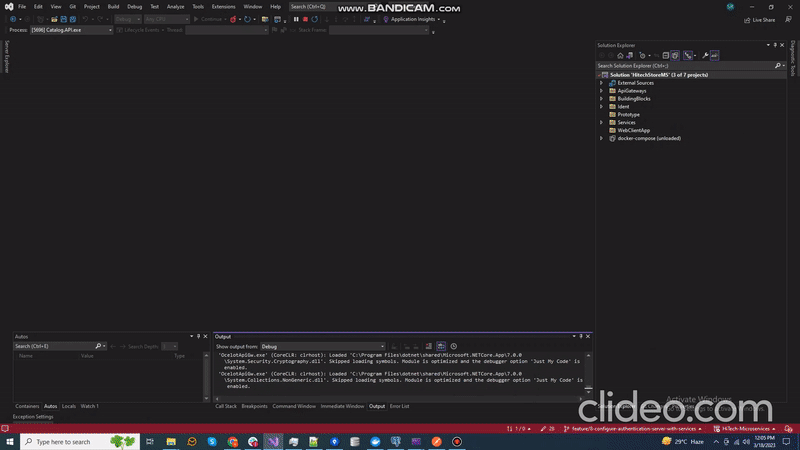 File Edit View Git Project Build Debug Test Analyze Tools Extensions Window Help Search (Ctrl+Q)
WWW.BANDICAM.COM
Debug Any CPU Continue Application Insights Live Share
Process: [5696] Catalog.API.exe Lifecycle Events Thread: Stack Frame:
Server Explorer
Diagnostic Tools
Solution Explorer
Search Solution Explorer (Ctrl+;)
Solution 'HitechStoreMS' (3 of 7 projects)
External Sources
ApiGateways
BuildingBlocks
Ident
Prototype
Services
WebClientApp
docker-compose (unloaded)
Autos
Search (Ctrl+E) Search Depth: 3
Name Value Type
Output
Show output from: Debug
'OcelotApiGw.exe' (CoreCLR: clrhost): Loaded 'C:\Program Files\dotnet\shared\Microsoft.NETCore.App\7.0.0
\System.Security.Cryptography.dll'. Skipped loading symbols. Module is optimized and the debugger option 'Just My Code' is
enabled.
'OcelotApiGw.exe' (CoreCLR: clrhost): Loaded 'C:\Program Files\dotnet\shared\Microsoft.NETCore.App\7.0.0
\System.Collections.NonGeneric.dll'. Skipped loading symbols. Module is optimized and the debugger option 'Just My Code' is
enabled.
Activate Windows
clideo.com
Containers Autos Locals Watch 1
Call Stack Breakpoints Command Window Immediate Window Output Error List
Exception Settings
1 / 0 28 feature/8-configure-authentication-server-with-services HiTech Microservices
Type here to search
29°C Haze
12:05 PM
3/18/2023